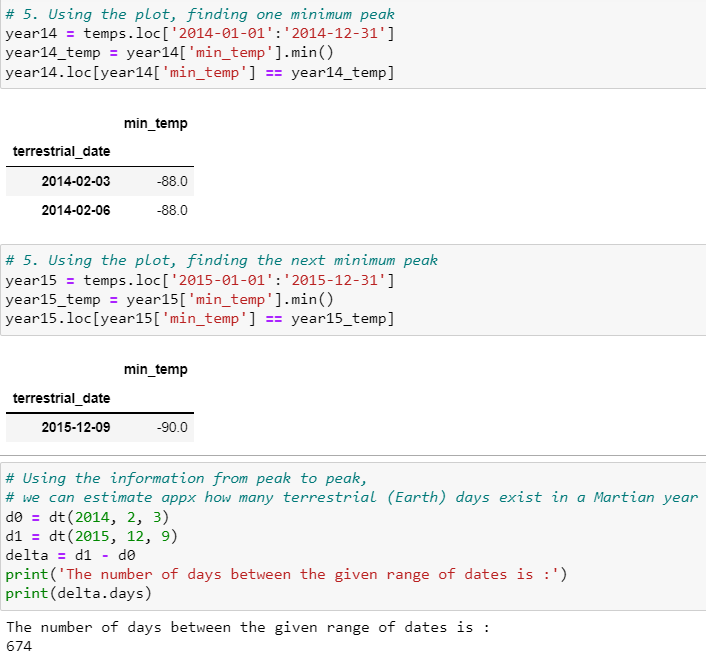 # 5. Using the plot, finding one minimum peak
year14 = temps.loc['2014-01-01':'2014-12-31']
year14_temp = year14['min_temp'].min()
year14.loc[year14['min_temp'] == year14_temp]
min_temp
terrestrial_date
2014-02-03 -88.0
2014-02-06 -88.0
# 5. Using the plot, finding the next minimum peak
year15 = temps.loc['2015-01-01':'2015-12-31']
year15_temp = year15['min_temp'].min()
year15.loc[year15['min_temp'] == year15_temp]
min_temp
terrestrial_date
2015-12-09 -90.0
# Using the information from peak to peak,
# we can estimate appx how many terrestrial (Earth) days exist in a Martian year
d0 = dt(2014, 2, 3)
d1 = dt(2015, 12, 9)
delta = d1 - d0
print('The number of days between the given range of dates is :')
print(delta.days)
The number of days between the given range of dates is :
674